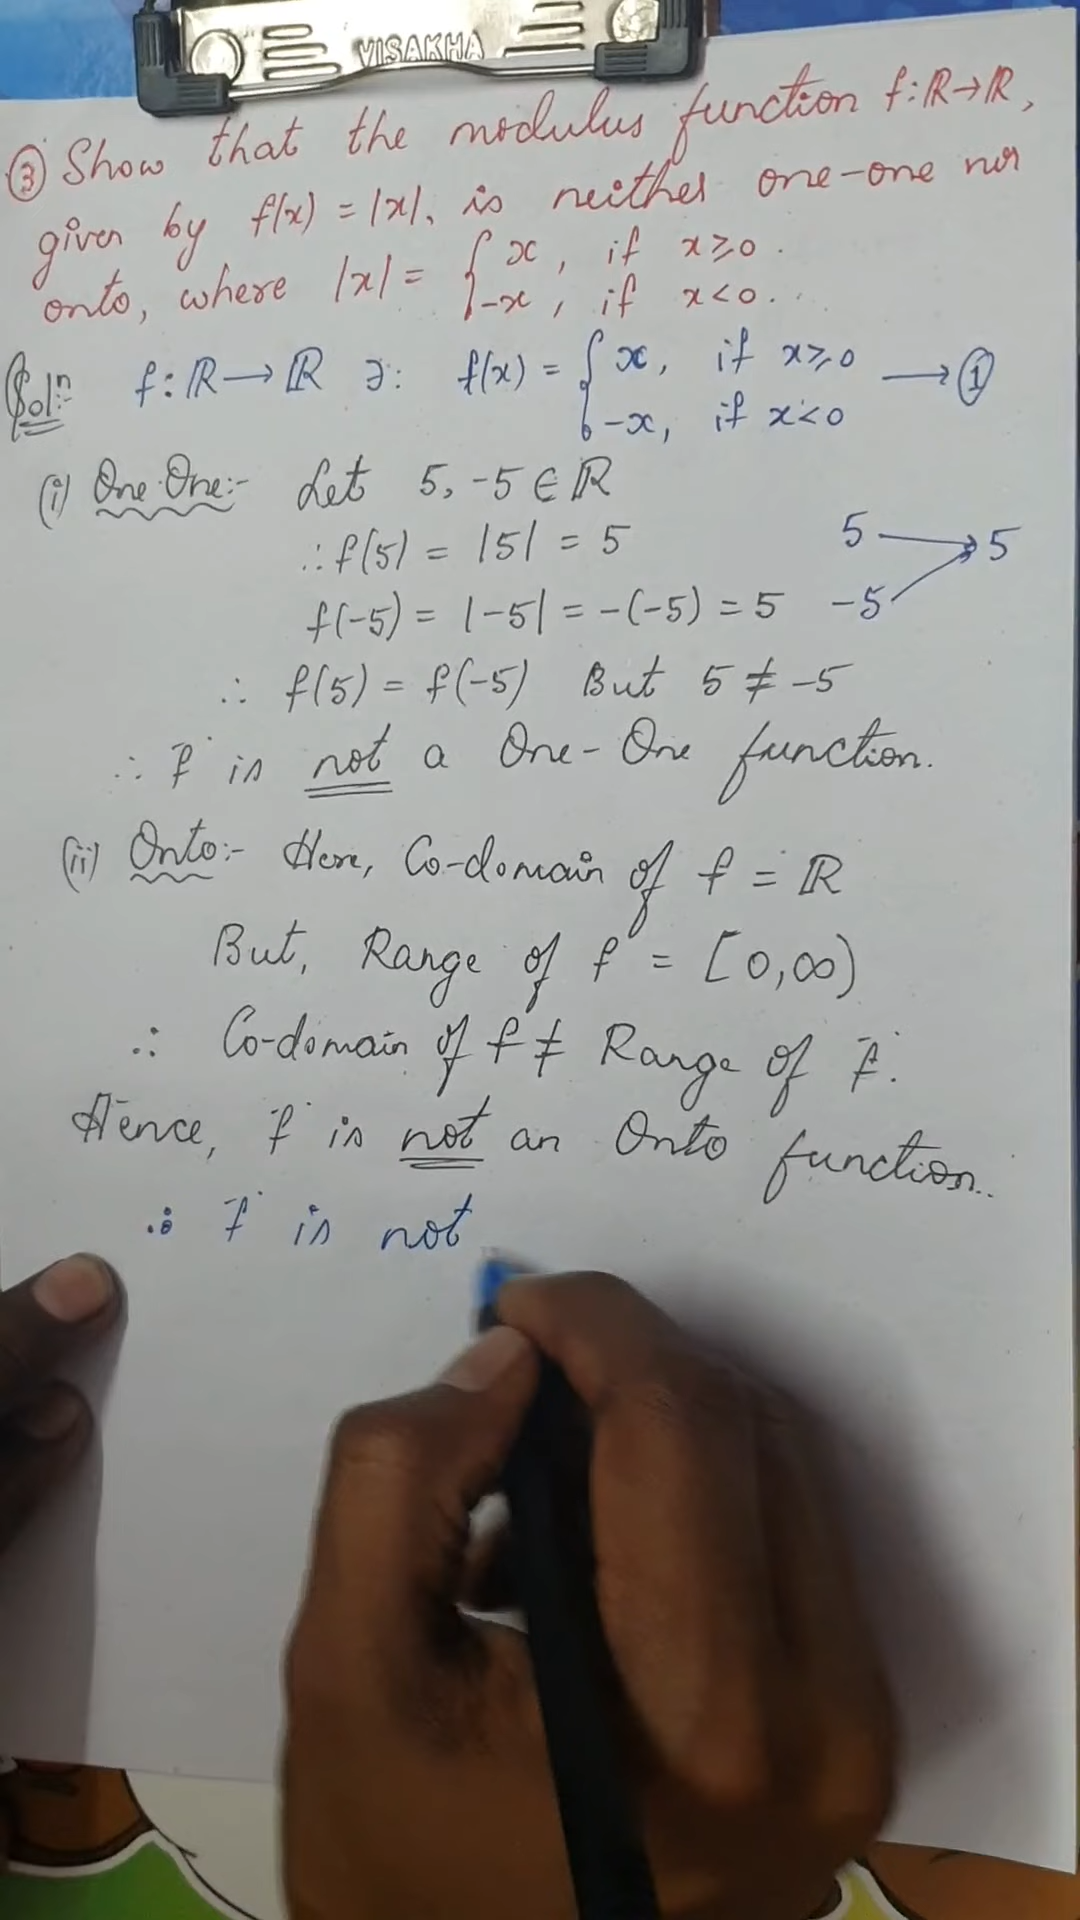 VISAKHA
③ Show that the modulus function f:ℝ→ℝ,
given by f(x) = |x|, is neither one-one nor
onto, where |x| = { x, if x⩾0.
-x, if x<0.
Solⁿ:- f:ℝ→ℝ ∋: f(x) = { x, if x⩾0 → ①
-x, if x<0
(i) One-One:- Let 5, -5 ∈ ℝ
∴ f(5) = |5| = 5
5 → 5
f(-5) = |-5| = -(-5) = 5
-5
∴ f(5) = f(-5) But 5 ≠ -5
∴ f is not a One-One function.
(ii) Onto:- Here, Co-domain of f = ℝ
But, Range of f = [0,∞)
∴ Co-domain of f ≠ Range of f.
Hence, f is not an Onto function..
∴ f is not